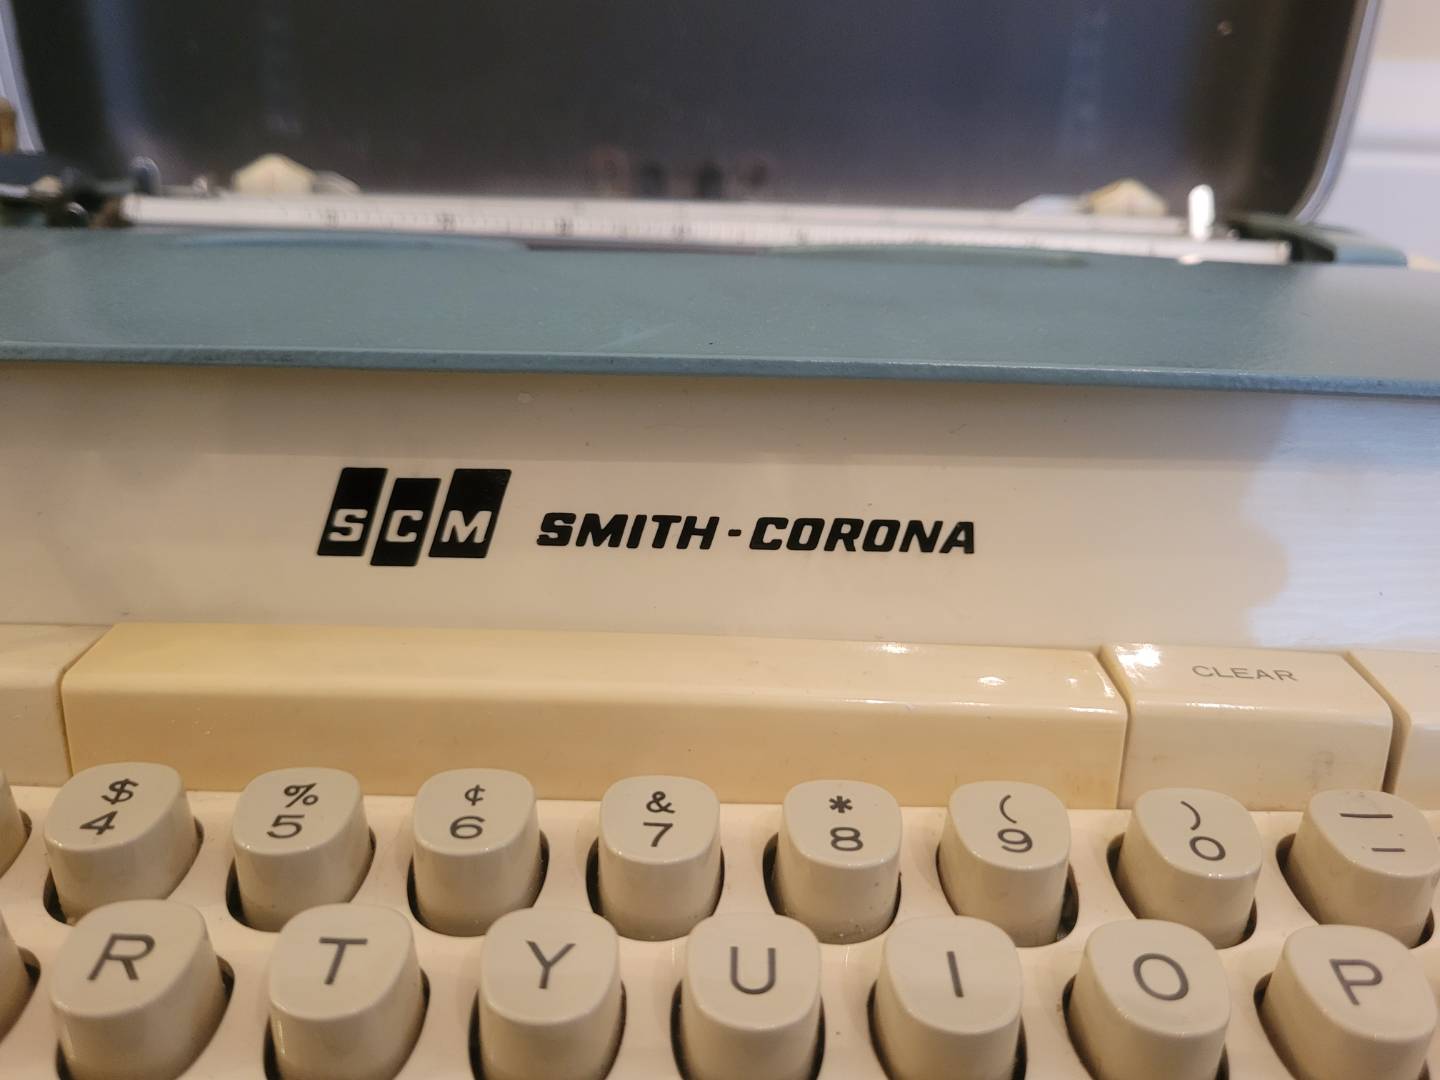 SCM SMITH-CORONA
CLEAR
$ % ¢ & * ( ) _
4 5 6 7 8 9 0 -
R T Y U I O P